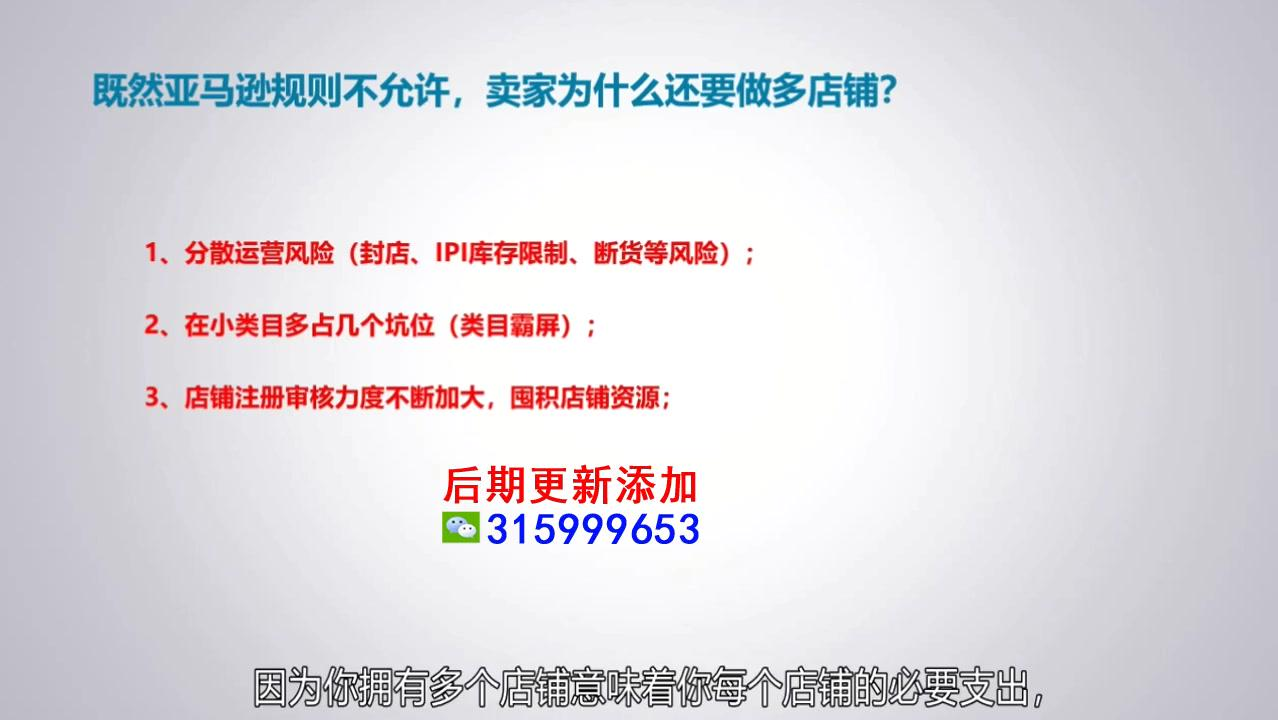 既然亚马逊规则不允许，卖家为什么还要做多店铺？
1、分散运营风险（封店、IPI库存限制、断货等风险）；
2、在小类目多占几个坑位（类目霸屏）；
3、店铺注册审核力度不断加大，囤积店铺资源；
后期更新添加
315999653
因为你拥有多个店铺意味着你每个店铺的必要支出，